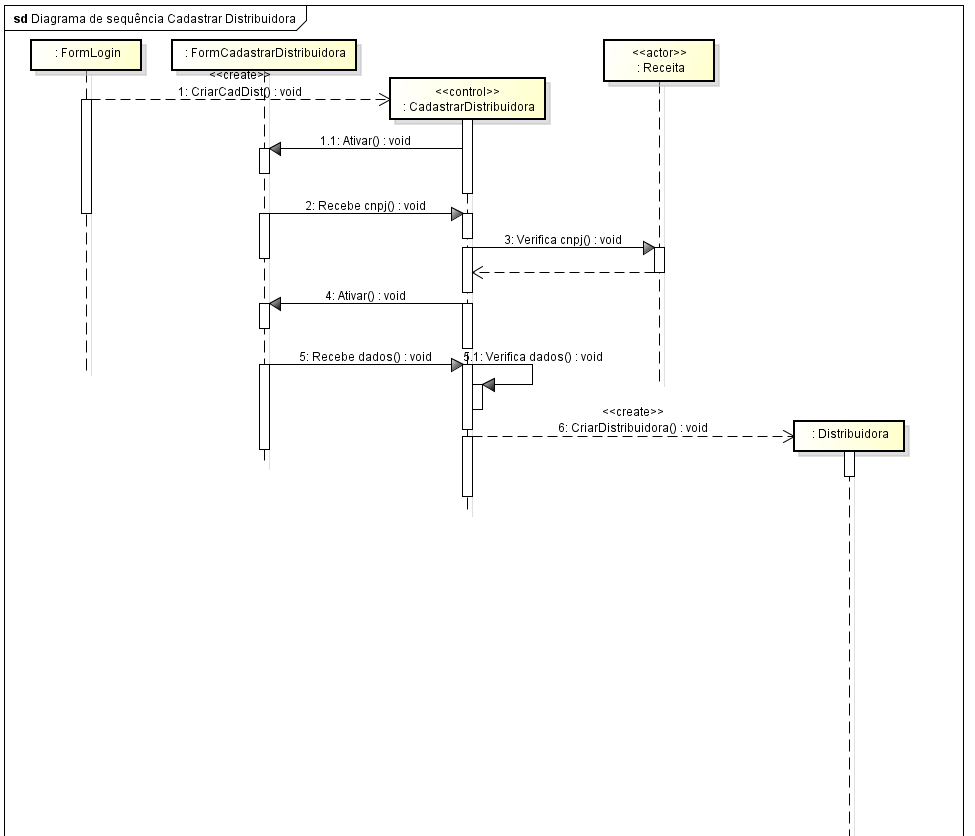 sd Diagrama de sequência Cadastrar Distribuidora
: FormLogin
: FormCadastrarDistribuidora
<<actor>>
: Receita
<<create>>
1: CriarCadDist() : void
<<control>>
: CadastrarDistribuidora
1.1: Ativar() : void
2: Recebe cnpj() : void
3: Verifica cnpj() : void
4: Ativar() : void
5: Recebe dados() : void
5.1: Verifica dados() : void
<<create>>
6: CriarDistribuidora() : void
: Distribuidora